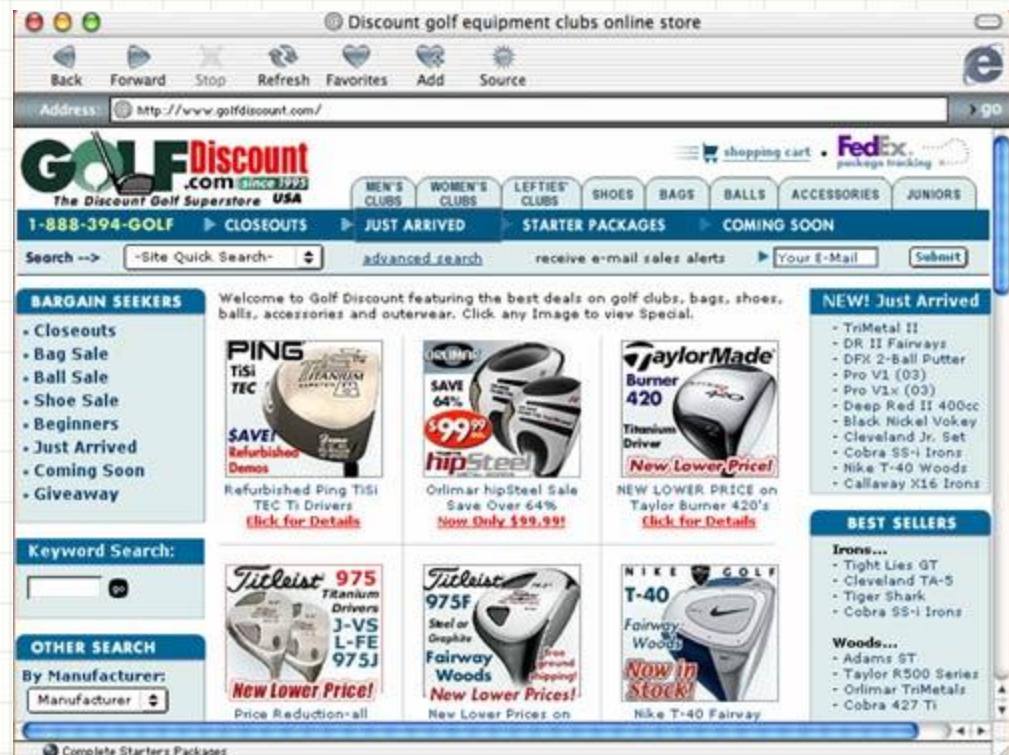 Discount golf equipment clubs online store
Back Forward Stop Refresh Favorites Add Source
Address: http://www.golfdiscount.com/ go
GOLF Discount .com since 1995
The Discount Golf Superstore USA
shopping cart . FedEx. package tracking
MEN'S CLUBS WOMEN'S CLUBS LEFTIES' CLUBS SHOES BAGS BALLS ACCESSORIES JUNIORS
1-888-394-GOLF CLOSEOUTS JUST ARRIVED STARTER PACKAGES COMING SOON
Search --> -Site Quick Search- advanced search receive e-mail sales alerts Your E-Mail Submit
BARGAIN SEEKERS
• Closeouts
• Bag Sale
• Ball Sale
• Shoe Sale
• Beginners
• Just Arrived
• Coming Soon
• Giveaway
Keyword Search:
go
OTHER SEARCH
By Manufacturer:
Manufacturer
Welcome to Golf Discount featuring the best deals on golf clubs, bags, shoes,
balls, accessories and outerwear. Click any Image to view Special.
PING
TiSi
TEC
TITANIUM
SAVE!
Refurbished
Demos
Refurbished Ping TiSi
TEC Ti Drivers
Click for Details
ORLIMAR
SAVE
64%
$99.99
hipSteel
Orlimar hipSteel Sale
Save Over 64%
Now Only $99.99!
TaylorMade
Burner
420
Titanium
Driver
New Lower Price!
NEW LOWER PRICE on
Taylor Burner 420's
Click for Details
Titleist 975
Titanium
Drivers
J-VS
L-FE
975J
New Lower Price!
Price Reduction-all
Titleist
975F
Steel or
Graphite
Fairway
Woods
free
ground
shipping!
New Lower Prices!
New Lower Prices on
NIKE GOLF
T-40
Fairway
Woods
Now in
Stock!
Nike T-40 Fairway
NEW! Just Arrived
- TriMetal II
- DR II Fairways
- DFX 2-Ball Putter
- Pro V1 (03)
- Pro V1x (03)
- Deep Red II 400cc
- Black Nickel Vokey
- Cleveland Jr. Set
- Cobra SS-i Irons
- Nike T-40 Woods
- Callaway X16 Irons
BEST SELLERS
Irons...
- Tight Lies GT
- Cleveland TA-5
- Tiger Shark
- Cobra SS-i Irons
Woods...
- Adams ST
- Taylor R500 Series
- Orlimar TriMetals
- Cobra 427 Ti
Complete Starters Packages